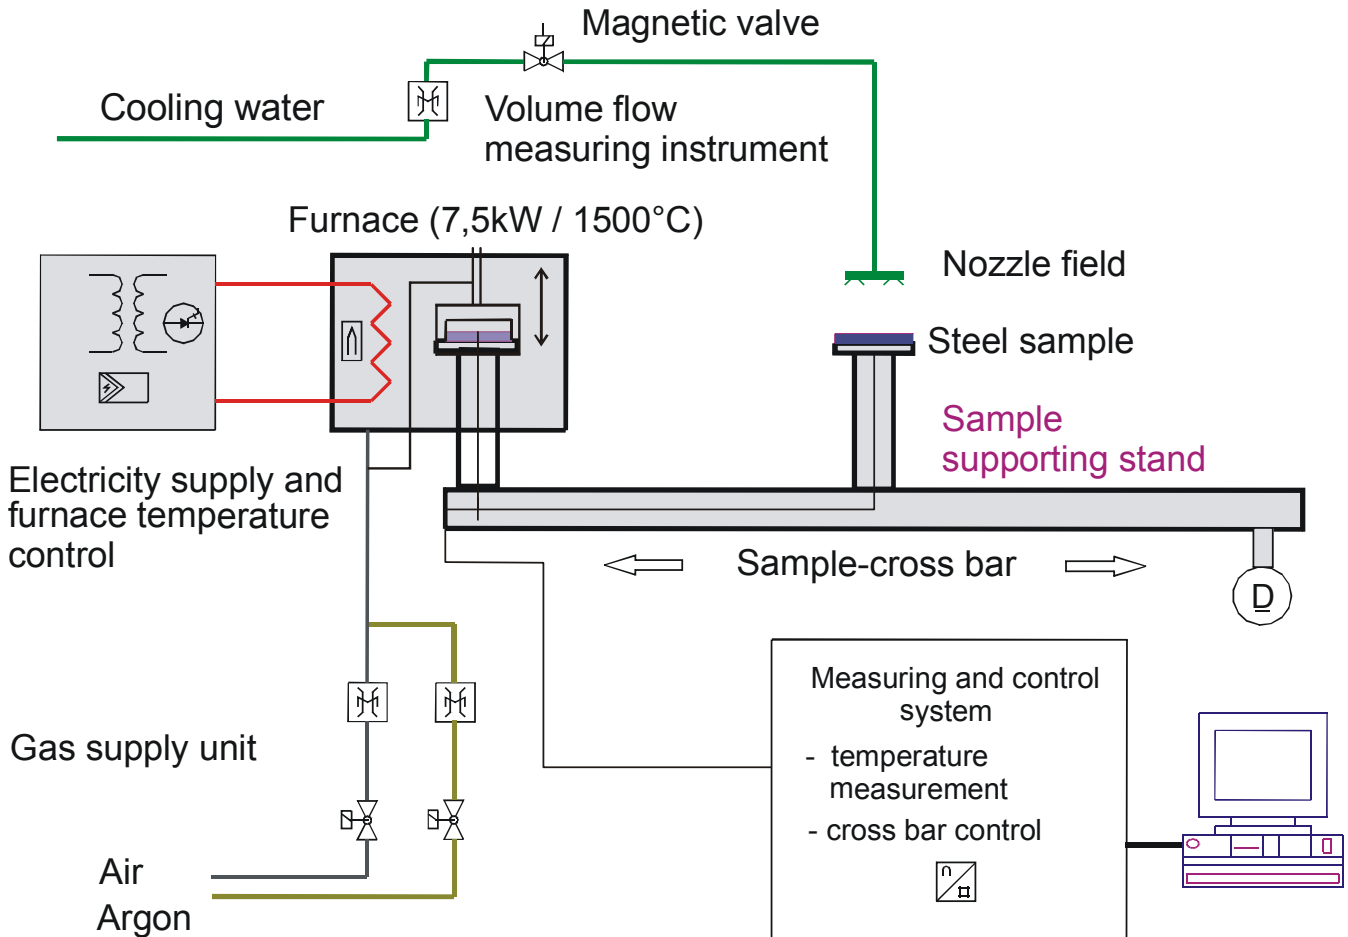 Magnetic valve
Cooling water
Volume flow
measuring instrument
Furnace (7,5kW / 1500°C)
Nozzle field
Steel sample
Sample
supporting stand
Electricity supply and
furnace temperature
control
Sample-cross bar
D
Measuring and control
system
- temperature
measurement
- cross bar control
Gas supply unit
Air
Argon